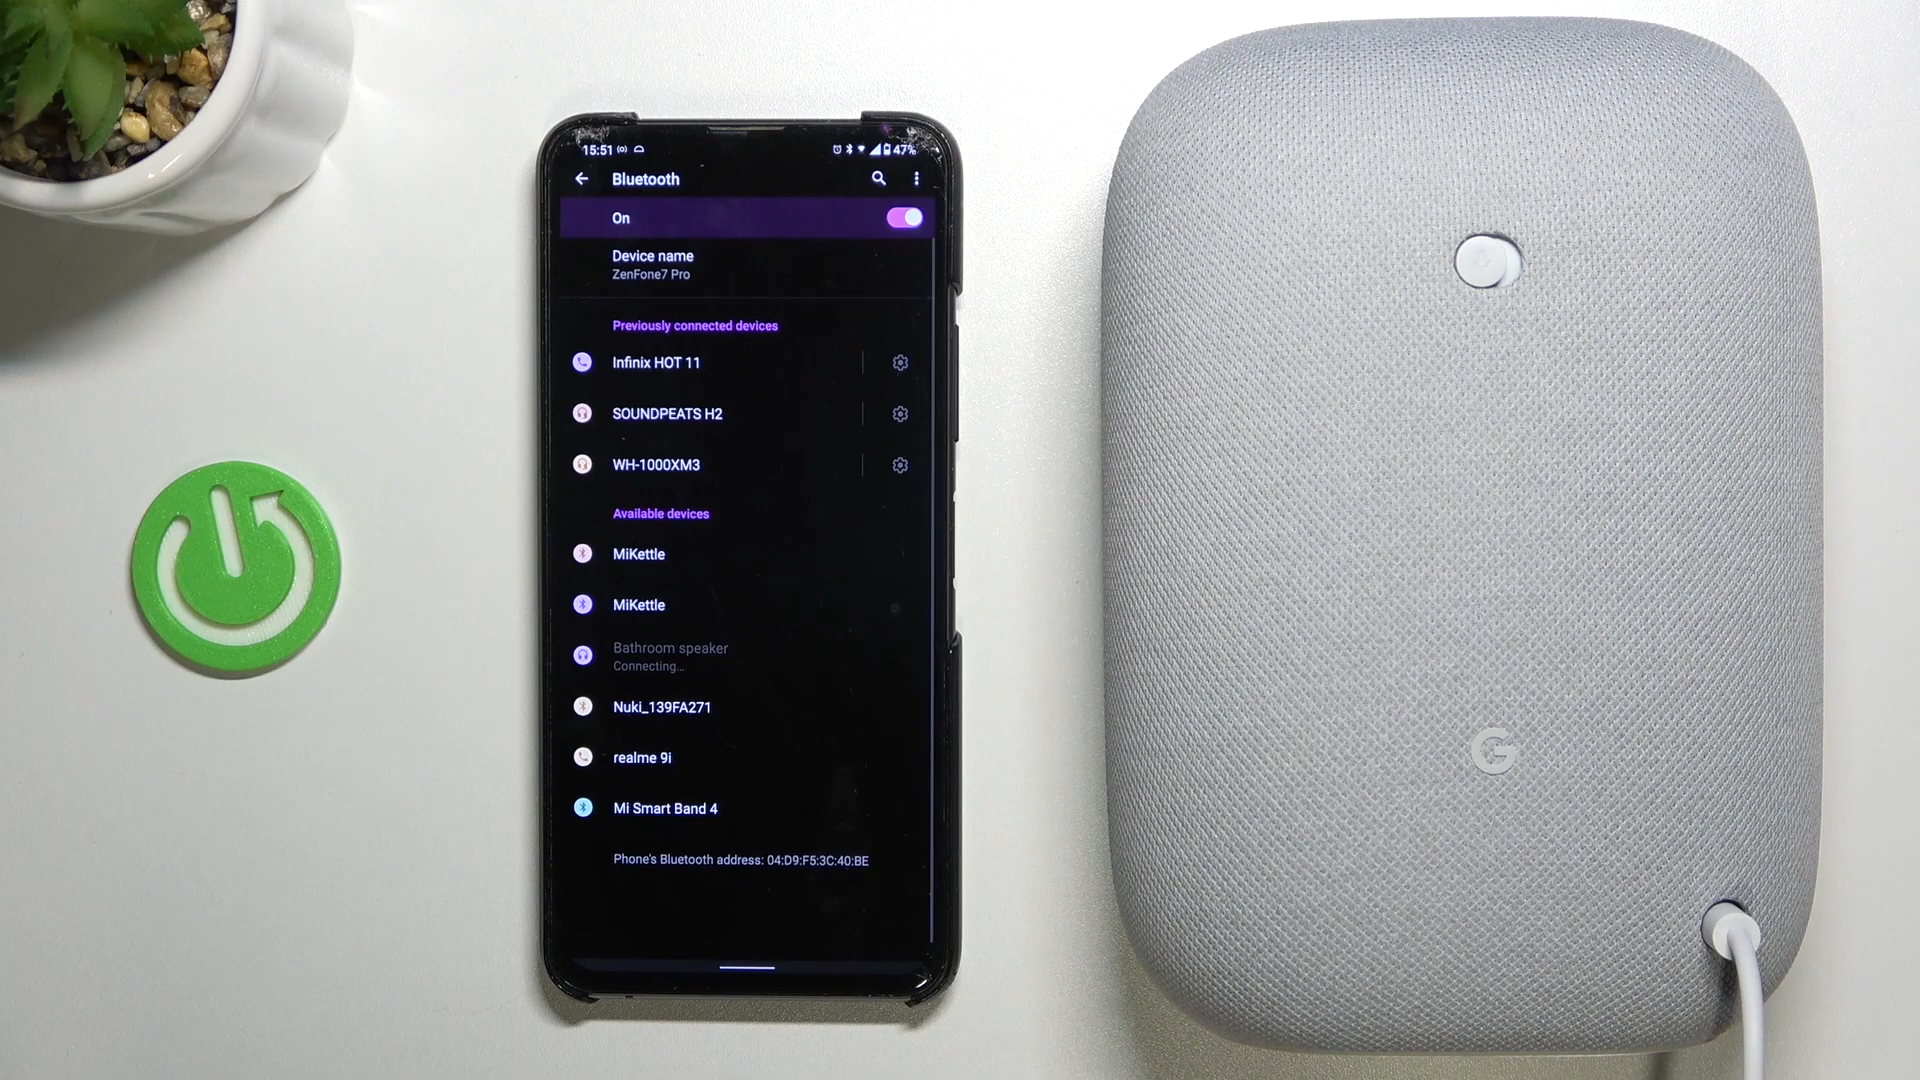 15:51
47%
Bluetooth
On
Device name
ZenFone7 Pro
Previously connected devices
Infinix HOT 11
SOUNDPEATS H2
WH-1000XM3
Available devices
MiKettle
MiKettle
Bathroom speaker
Connecting...
Nuki_139FA271
realme 9i
Mi Smart Band 4
Phone's Bluetooth address: 04:D9:F5:3C:40:BE
G